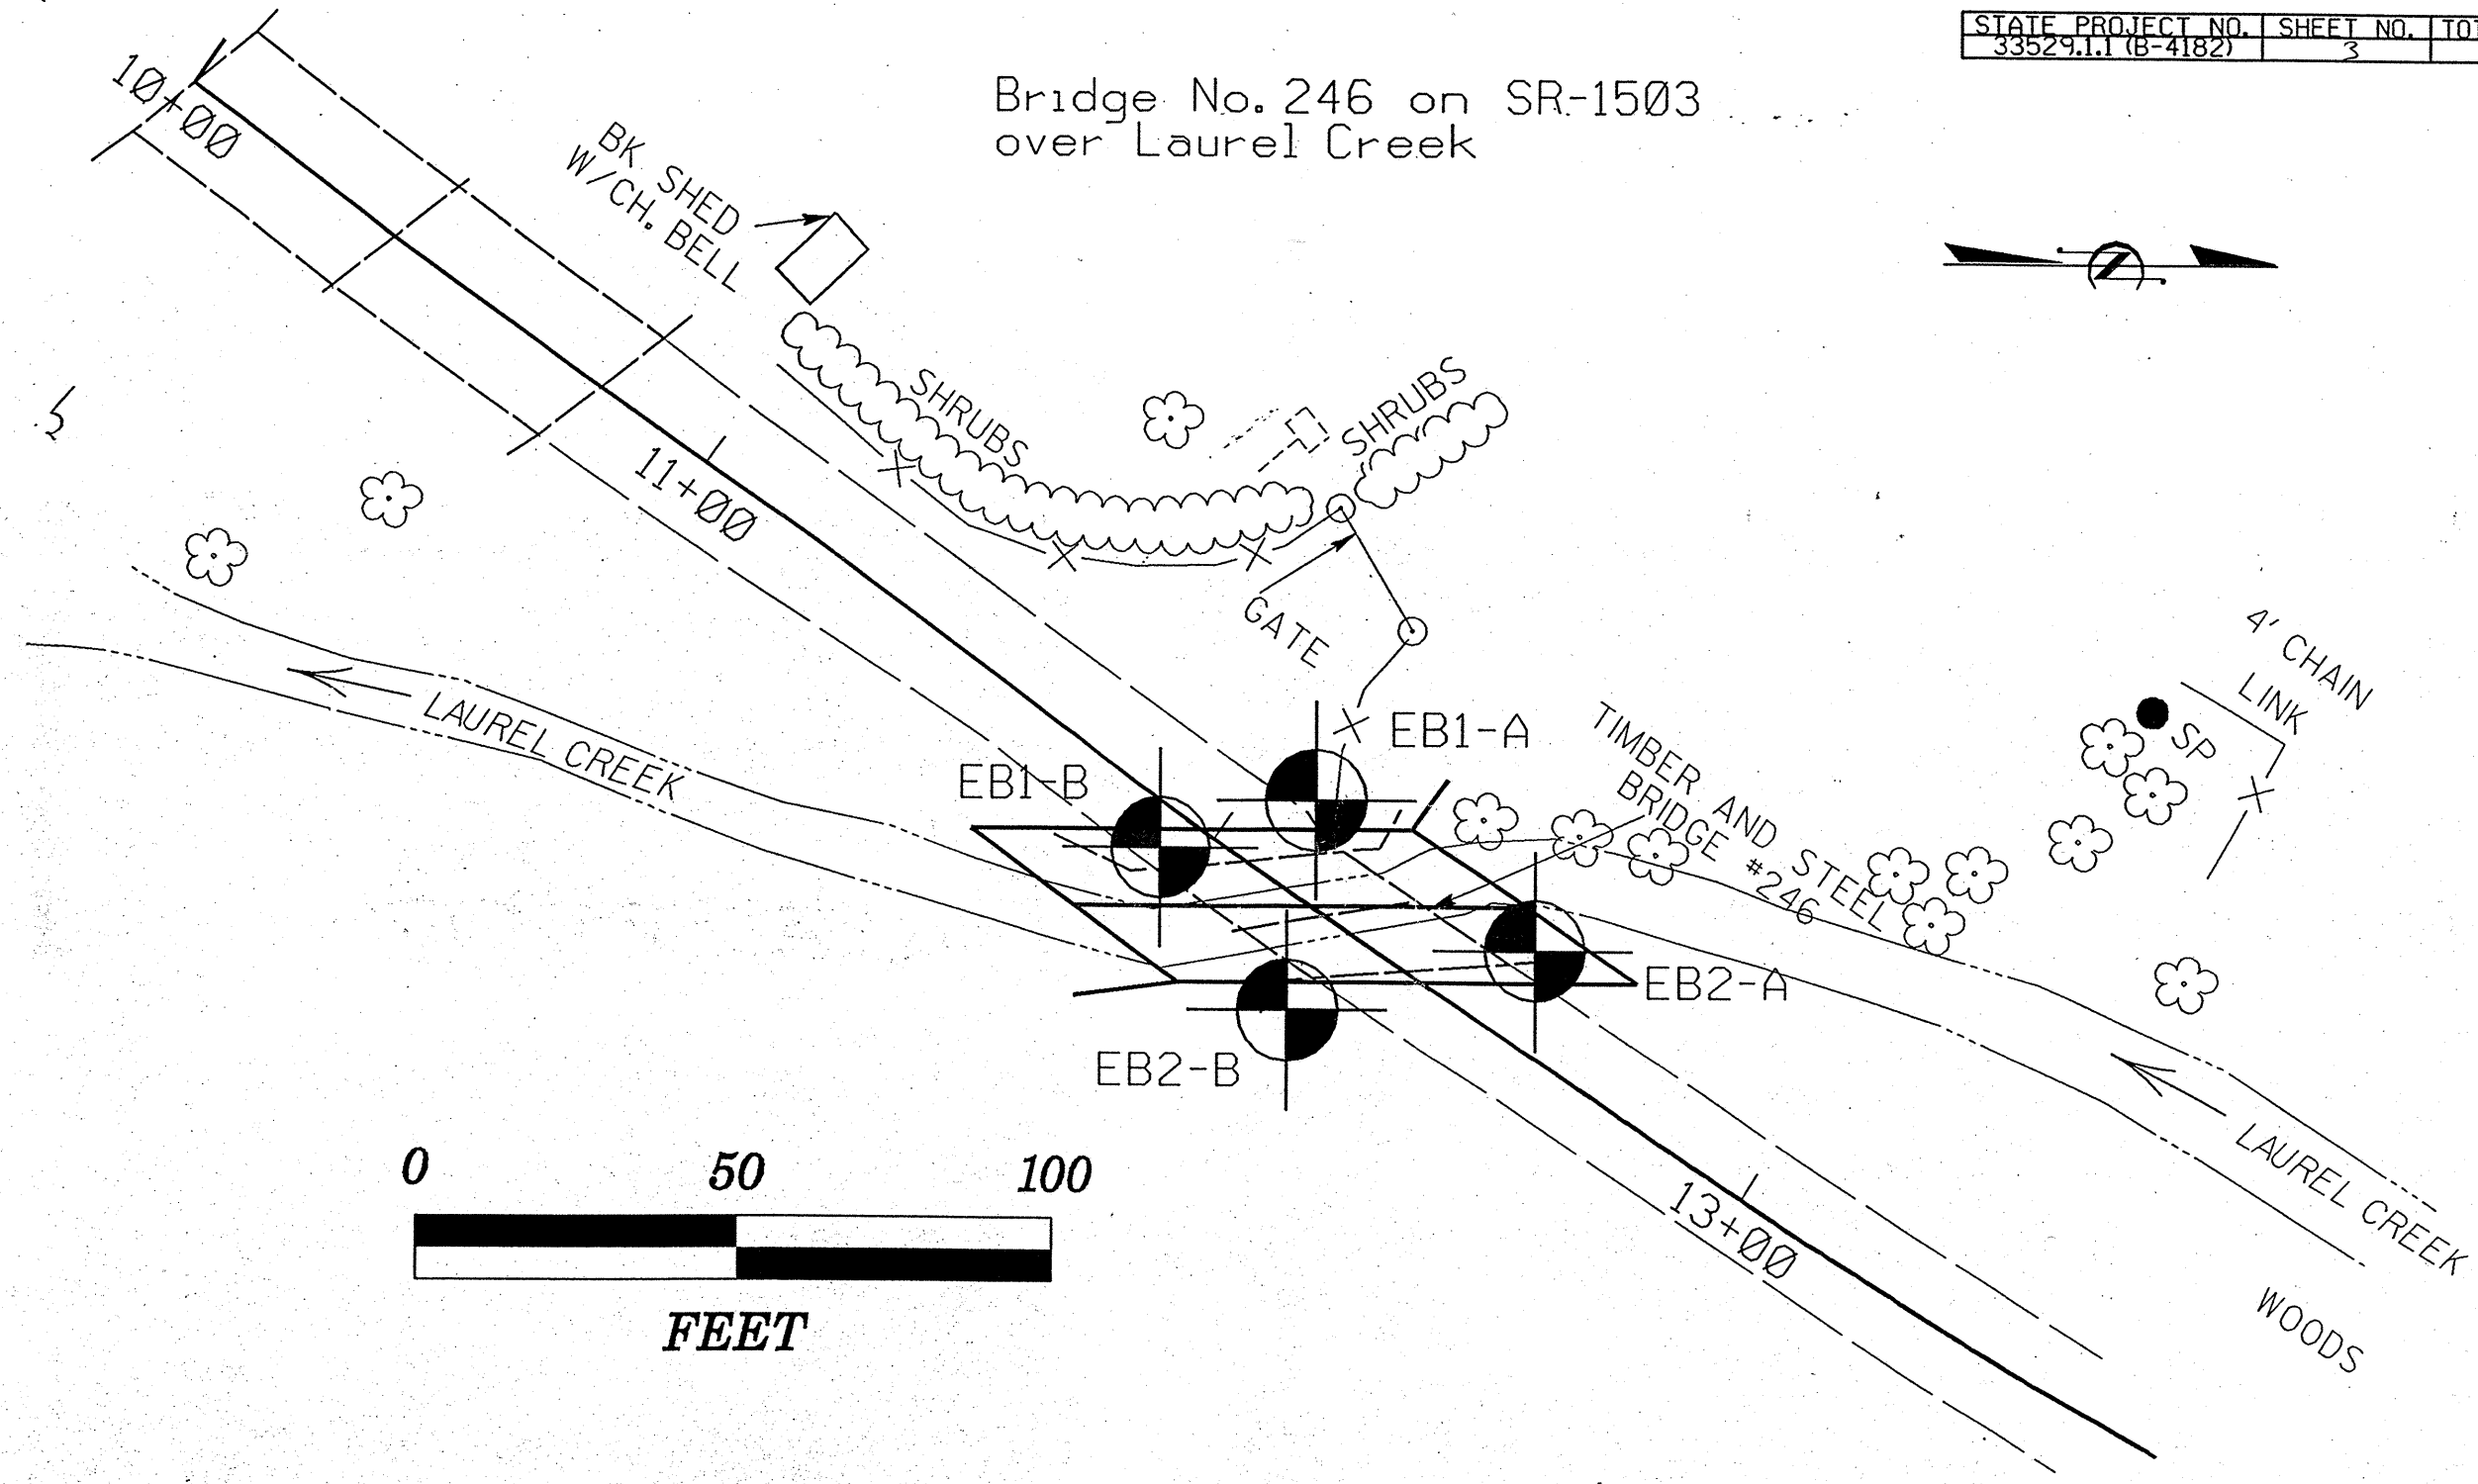 STATE PROJECT NO. SHEET NO. TOT
33529.1.1 (B-4182) 3
Bridge No. 246 on SR-1503
over Laurel Creek
10+00
BK SHED
W/CH. BELL
SHRUBS
SHRUBS
11+00
GATE
4' CHAIN
LINK
SP
LAUREL CREEK
EB1-B
EB1-A
TIMBER AND STEEL
BRIDGE #246
EB2-A
EB2-B
13+00
LAUREL CREEK
WOODS
0 50 100
FEET